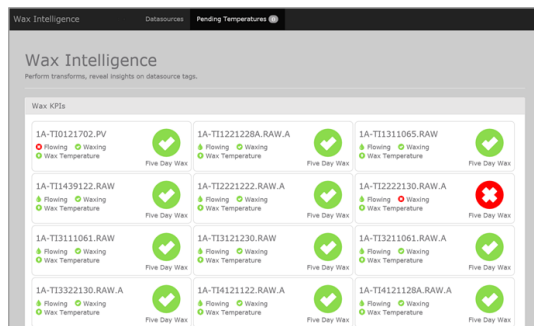 Wax Intelligence Datasources Pending Temperatures 0
Wax Intelligence
Perform transforms, reveal insights on datasource tags.
Wax KPIs
1A-TI0121702.PV
Flowing Waxing
Wax Temperature
Five Day Wax
1A-TI1221228A.RAW.A
Flowing Waxing
Wax Temperature
Five Day Wax
1A-TI1311065.RAW
Flowing Waxing
Wax Temperature
Five Day Wax
1A-TI1439122.RAW
Flowing Waxing
Wax Temperature
Five Day Wax
1A-TI2221222.RAW.A
Flowing Waxing
Wax Temperature
Five Day Wax
1A-TI2222130.RAW.A
Flowing Waxing
Wax Temperature
Five Day Wax
1A-TI3111061.RAW
Flowing Waxing
Wax Temperature
Five Day Wax
1A-TI3121230.RAW
Flowing Waxing
Wax Temperature
Five Day Wax
1A-TI3211061.RAW.A
Flowing Waxing
Wax Temperature
Five Day Wax
1A-TI3322130.RAW.A
Flowing Waxing
Wax Temperature
Five Day Wax
1A-TI4121122.RAW.A
Flowing Waxing
Wax Temperature
Five Day Wax
1A-TI4121128A.RAW.A
Flowing Waxing
Wax Temperature
Five Day Wax